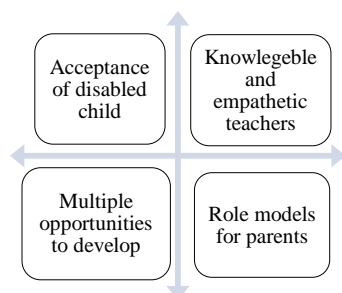 Acceptance
of disabled
child
Knowlegeble
and
empathetic
teachers
Multiple
opportunities
to develop
Role models
for parents